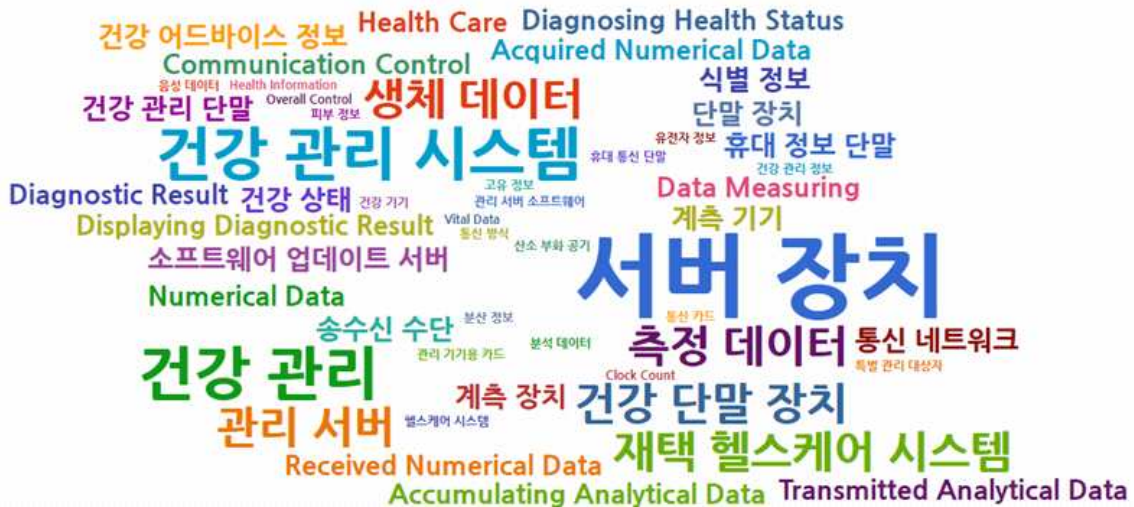 건강 어드바이스 정보
Health Care
Diagnosing Health Status
Communication Control
Acquired Numerical Data
음성 데이터
Health Information
생체 데이터
식별 정보
건강 관리 단말
Overall Control
피부 정보
단말 장치
건강 관리 시스템
유전자 정보
휴대 정보 단말
휴대 통신 단말
건강 관리 정보
Diagnostic Result
건강 상태
건강 기기
고유 정보
관리 서버 소프트웨어
Data Measuring
Displaying Diagnostic Result
Vital Data
통신 방식
계측 기기
소프트웨어 업데이트 서버
산소 부화 공기
서버 장치
Numerical Data
송수신 수단
분산 정보
통신 카드
건강 관리
관리 기기용 카드
분석 데이터
측정 데이터
통신 네트워크
특별 관리 대상자
Clock Count
계측 장치
건강 단말 장치
관리 서버
헬스케어 시스템
재택 헬스케어 시스템
Received Numerical Data
Accumulating Analytical Data
Transmitted Analytical Data